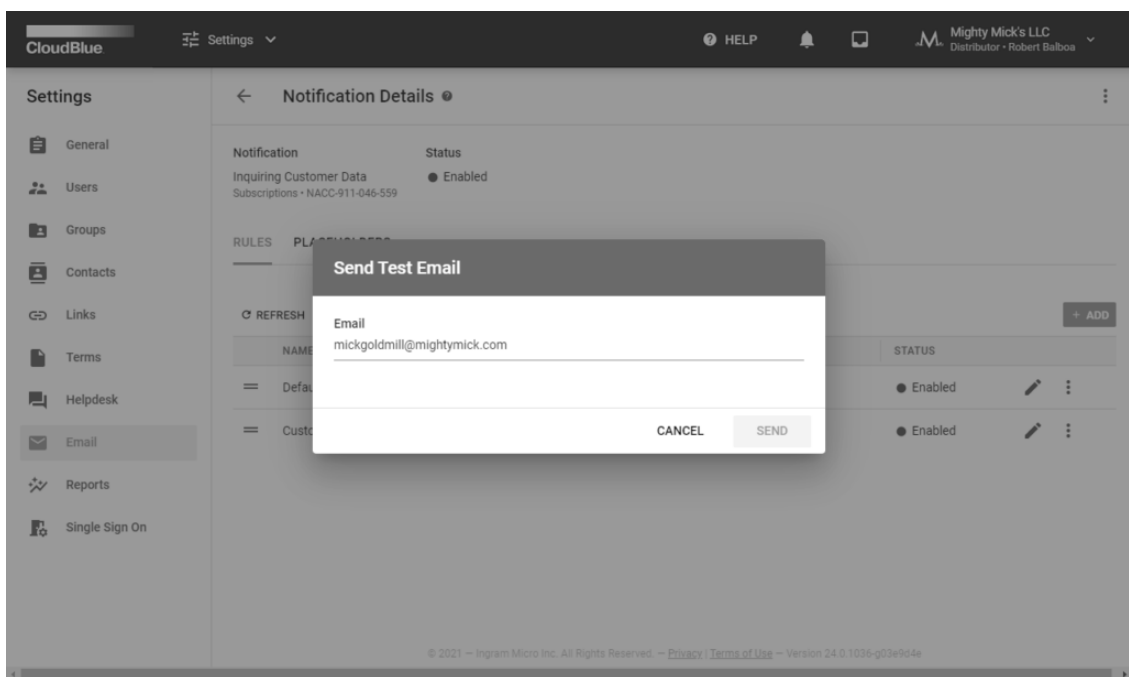 CloudBlue
Settings
HELP
Mighty Mick's LLC
Distributor • Robert Balboa
Settings
General
Users
Groups
Contacts
Links
Terms
Helpdesk
Email
Reports
Single Sign On
Notification Details
Notification
Status
Inquiring Customer Data
Enabled
Subscriptions • NACC-911-046-559
RULES
REFRESH
+ ADD
STATUS
Enabled
Enabled
Send Test Email
Email
mickgoldmill@mightymick.com
CANCEL
SEND
© 2021 – Ingram Micro Inc. All Rights Reserved. – Privacy | Terms of Use – Version 24.0.1036-g03e9d4e